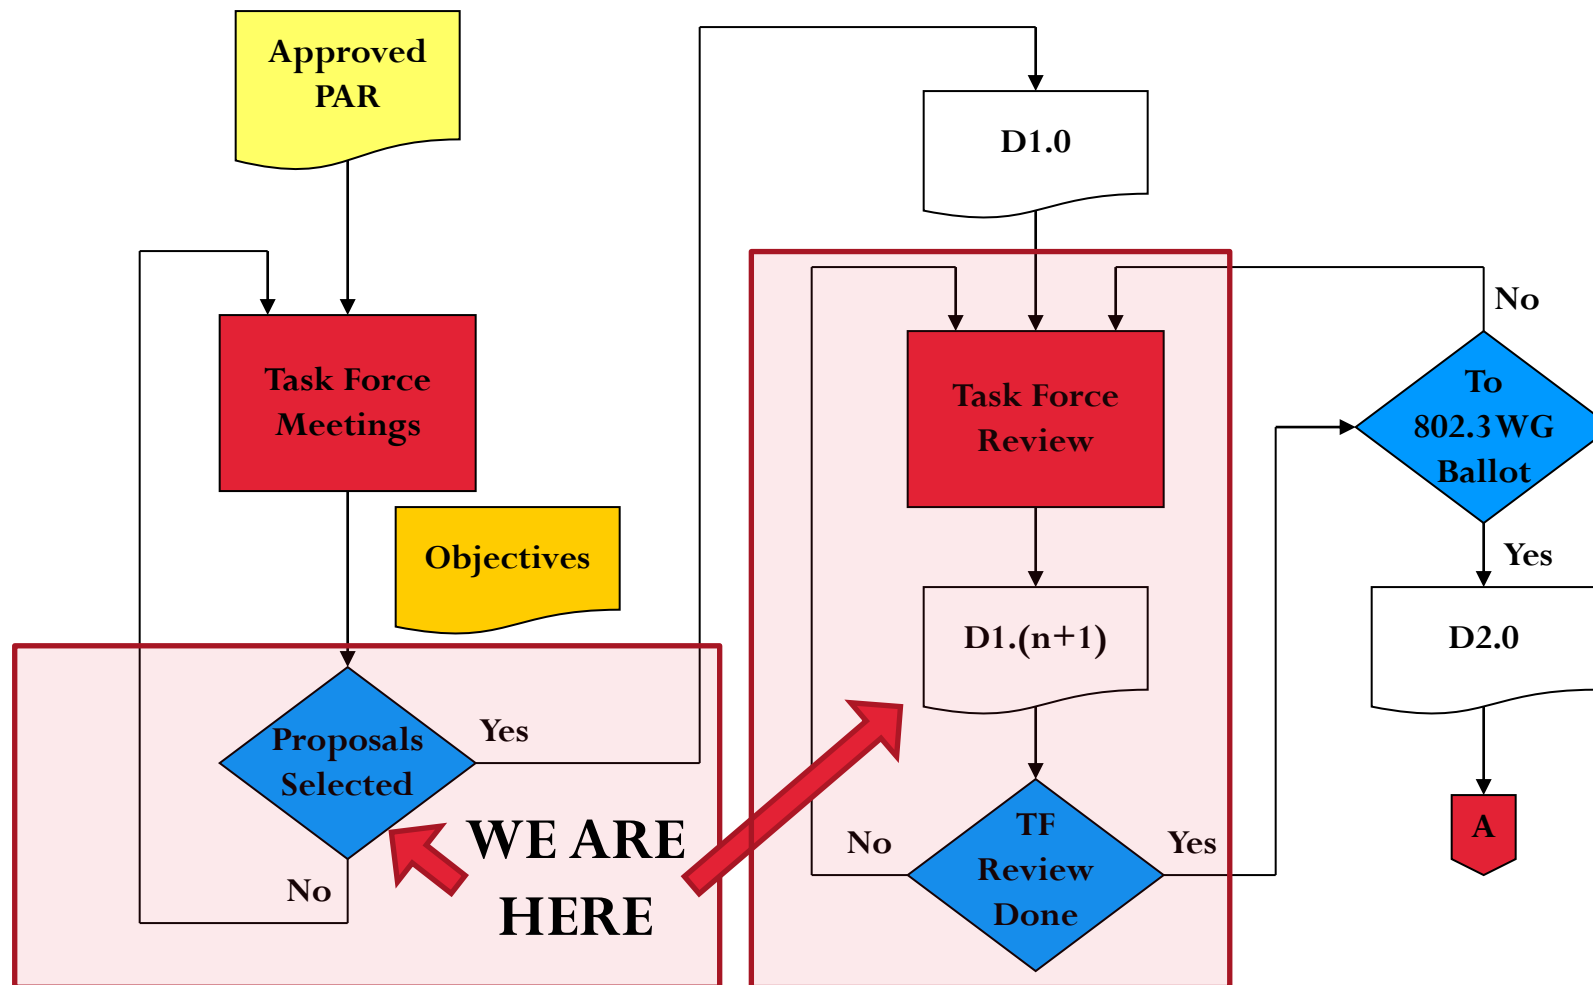 Approved
PAR
Task Force
Meetings
Objectives
Proposals
Selected
Yes
No
WE ARE
HERE
D1.0
Task Force
Review
D1.(n+1)
TF
Review
Done
No
Yes
To
802.3 WG
Ballot
No
Yes
D2.0
A